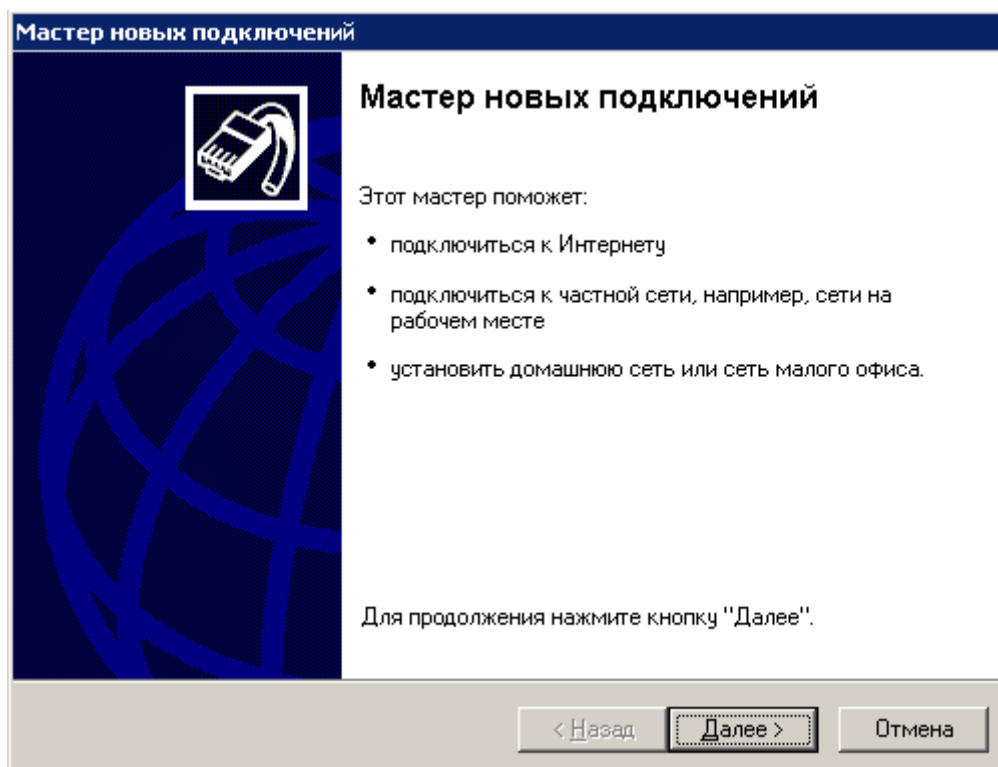 Мастер новых подключений
Мастер новых подключений
Этот мастер поможет:
• подключиться к Интернету
• подключиться к частной сети, например, сети на
рабочем месте
• установить домашнюю сеть или сеть малого офиса.
Для продолжения нажмите кнопку "Далее".
< Назад Далее > Отмена